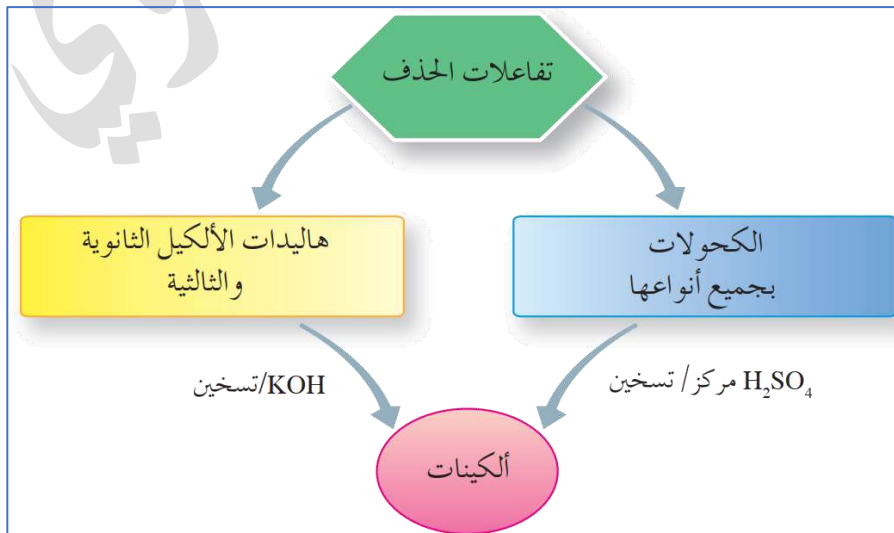 تفاعلات الحذف
الكحولات
بجميع أنواعها
هاليدات الألكيل الثانوية
والثالثية
H₂SO₄ مركز/ تسخين
KOH/تسخين
ألكينات